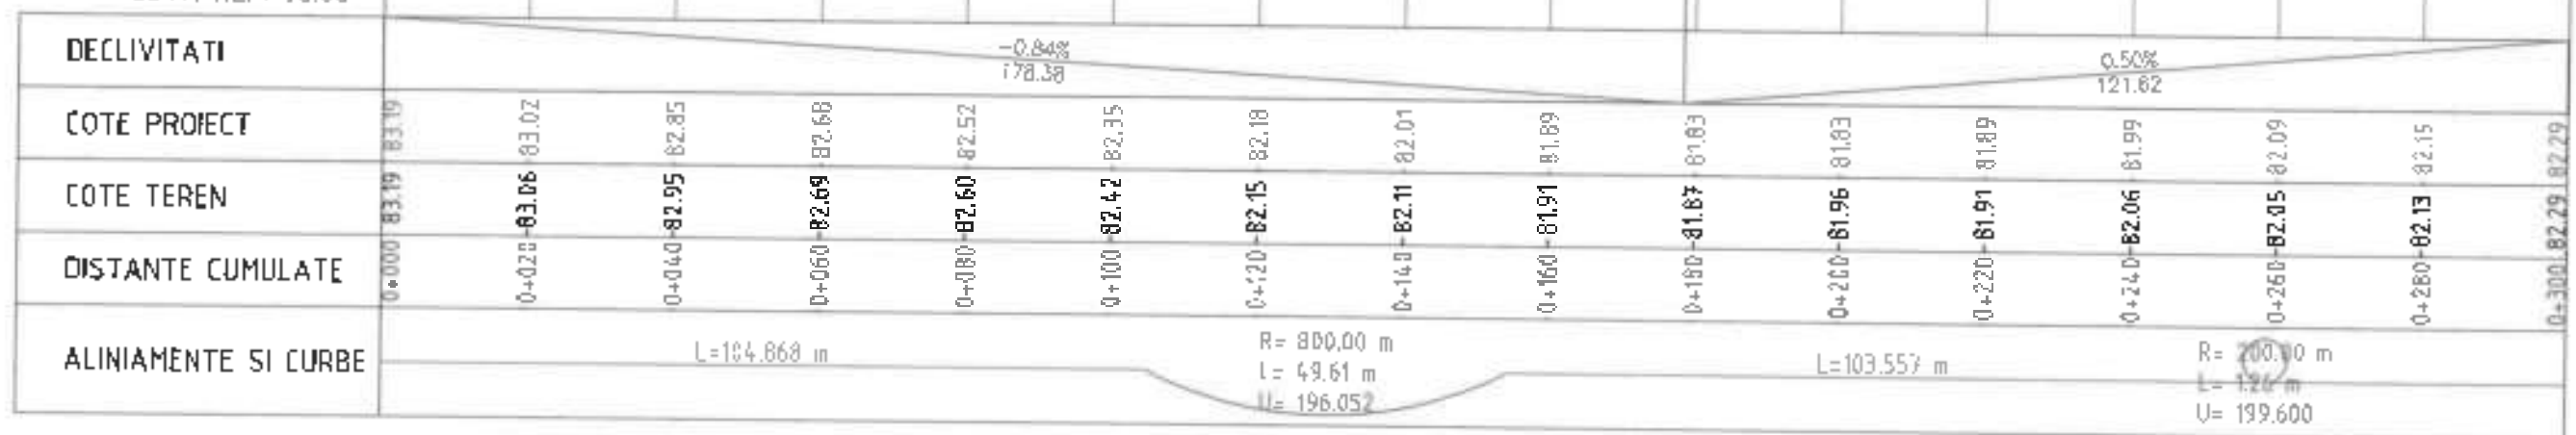 DECLIVITATI
-0.84%
178.38
0.50%
121.62
COTE PROIECT
83.19 83.02 82.85 82.68 82.52 82.35 82.18 82.01 81.89 81.83 81.83 81.89 81.99 82.09 82.15 82.29
COTE TEREN
83.19 83.06 82.95 82.69 82.60 82.42 82.15 82.11 81.91 81.87 81.96 81.91 82.06 82.05 82.13 82.29
DISTANTE CUMULATE
0+000 0+020 0+040 0+060 0+080 0+100 0+120 0+140 0+160 0+180 0+200 0+220 0+240 0+260 0+280 0+300
ALINIAMENTE SI CURBE
L=104.868 m
R= 800.00 m
L= 49.61 m
U= 196.052
L=103.557 m
R= 200.00 m
L= m
U= 199.600